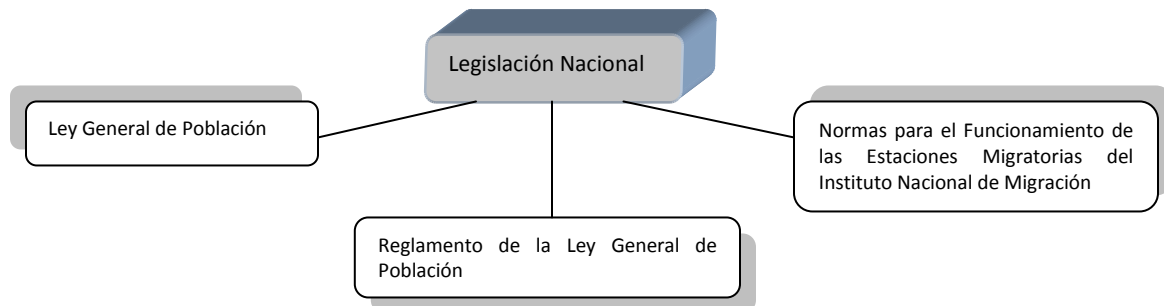 Legislación Nacional
Ley General de Población
Normas para el Funcionamiento de
las Estaciones Migratorias del
Instituto Nacional de Migración
Reglamento de la Ley General de
Población